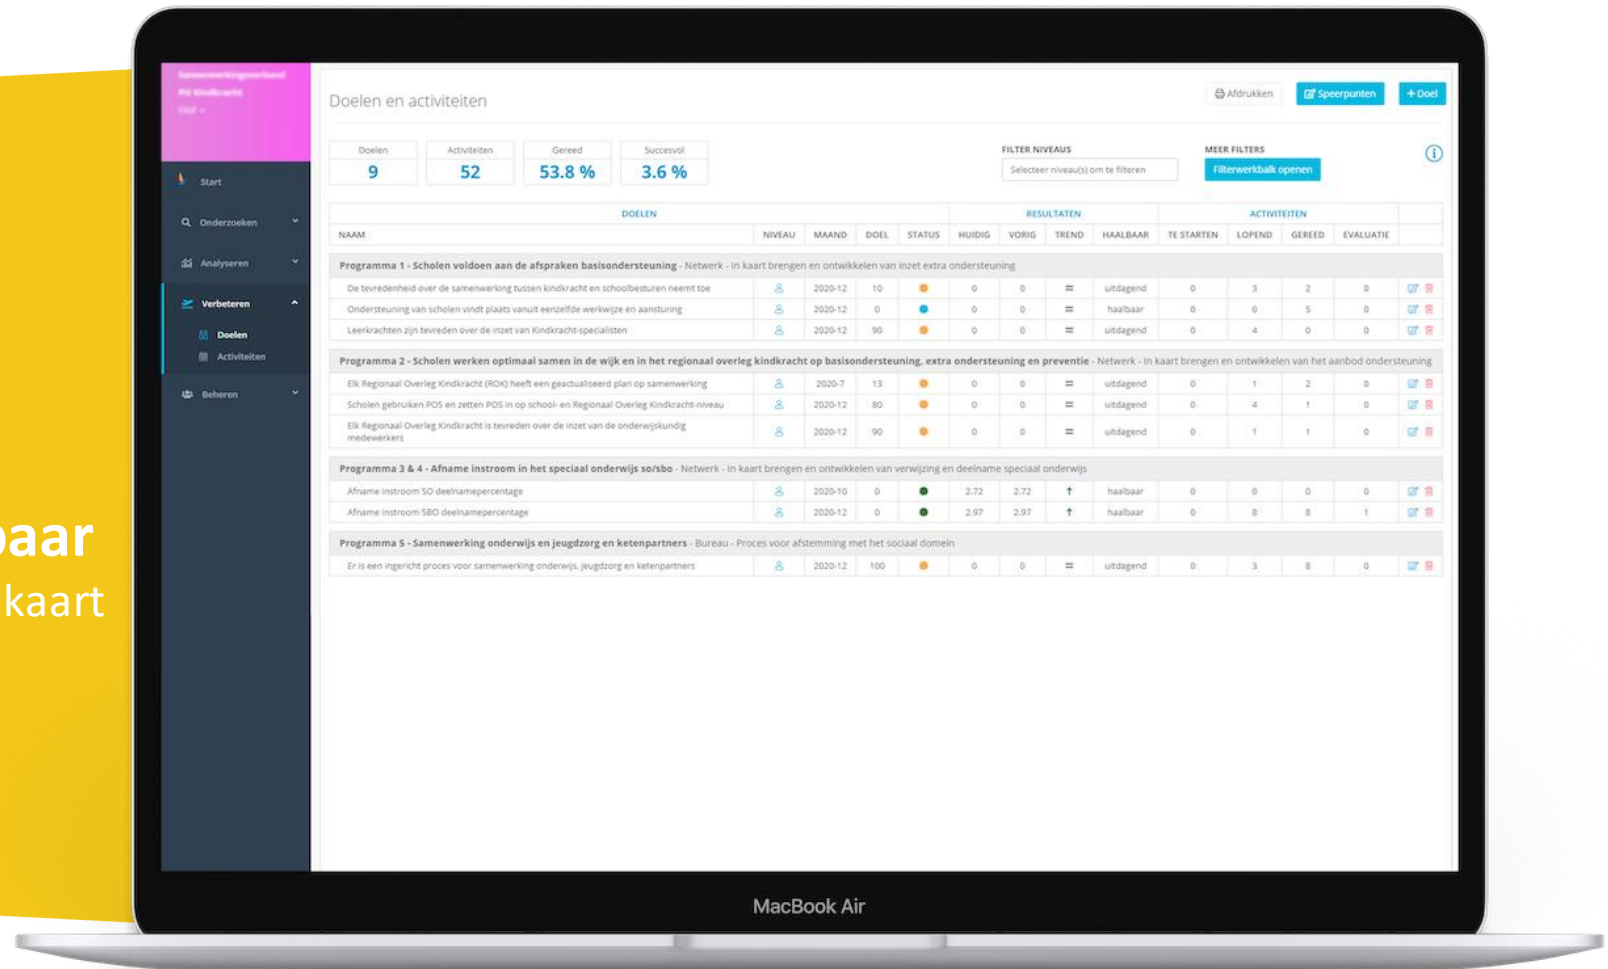 baar
kaart
Samenwerkingsverband
PO Kindkracht
Start
Onderzoeken
Analyseren
Verbeteren
Doelen
Activiteiten
Beheren
Doelen en activiteiten
Afdrukken
Speerpunten
+ Doel
Doelen Activiteiten Gereed Succesvol
9 52 53.8 % 3.6 %
FILTER NIVEAUS MEER FILTERS
Selecteer niveau(s) om te filteren Filterwerkbalk openen
DOELEN RESULTATEN ACTIVITEITEN
NAAM NIVEAU MAAND DOEL STATUS HUIDIG VORIG TREND HAALBAAR TE STARTEN LOPEND GEREED EVALUATIE
Programma 1 - Scholen voldoen aan de afspraken basisondersteuning - Netwerk - In kaart brengen en ontwikkelen van inzet extra ondersteuning
De tevredenheid over de samenwerking tussen kindkracht en schoolbesturen neemt toe 2020-12 10 0 0 = uitdagend 0 3 2 0
Ondersteuning van scholen vindt plaats vanuit eenzelfde werkwijze en aansturing 2020-12 0 0 0 = haalbaar 0 0 5 0
Leerkrachten zijn tevreden over de inzet van Kindkracht-specialisten 2020-12 90 0 0 = uitdagend 0 4 0 0
Programma 2 - Scholen werken optimaal samen in de wijk en in het regionaal overleg kindkracht op basisondersteuning, extra ondersteuning en preventie - Netwerk - In kaart brengen en ontwikkelen van het aanbod ondersteuning
Elk Regionaal Overleg Kindkracht (ROK) heeft een geactualiseerd plan op samenwerking 2020-7 13 0 0 = uitdagend 0 1 2 0
Scholen gebruiken POS en zetten POS in op school- en Regionaal Overleg Kindkracht-niveau 2020-12 80 0 0 = uitdagend 0 4 1 0
Elk Regionaal Overleg Kindkracht is tevreden over de inzet van de onderwijskundig
medewerkers 2020-12 90 0 0 = uitdagend 0 1 1 0
Programma 3 & 4 - Afname instroom in het speciaal onderwijs so/sbo - Netwerk - In kaart brengen en ontwikkelen van verwijzing en deelname speciaal onderwijs
Afname instroom SO deelnamepercentage 2020-10 0 2.72 2.72 ↑ haalbaar 0 0 0 0
Afname instroom SBO deelnamepercentage 2020-12 0 2.97 2.97 ↑ haalbaar 0 8 8 1
Programma 5 - Samenwerking onderwijs en jeugdzorg en ketenpartners - Bureau - Proces voor afstemming met het sociaal domein
Er is een ingericht proces voor samenwerking onderwijs, jeugdzorg en ketenpartners 2020-12 100 0 0 = uitdagend 0 3 8 0
MacBook Air